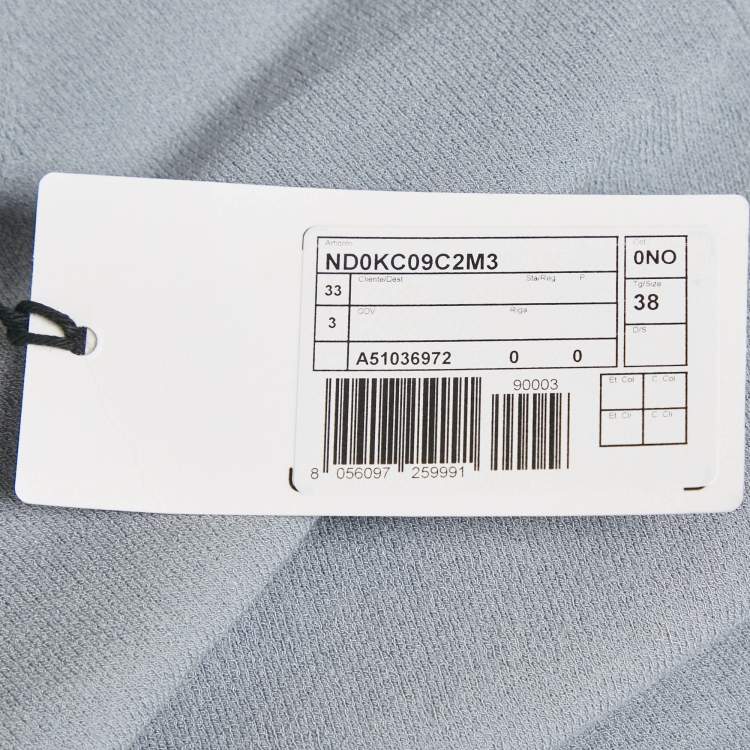 Articolo Col
ND0KC09C2M3 0NO
33 Cliente/Dest Sta/Reg P Tg/Size
38
3 ODV Riga D/S
A51036972 0 0
90003 Et. Col C. Col
Et. Cli C. Cli
8 056097 259991